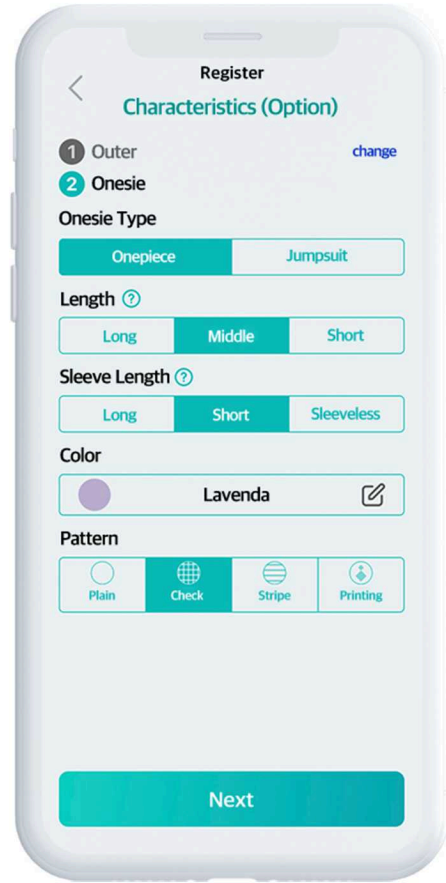 Register
Characteristics (Option)
1 Outer change
2 Onesie
Onesie Type
Onepiece Jumpsuit
Length ?
Long Middle Short
Sleeve Length ?
Long Short Sleeveless
Color
Lavenda
Pattern
Plain Check Stripe Printing
Next